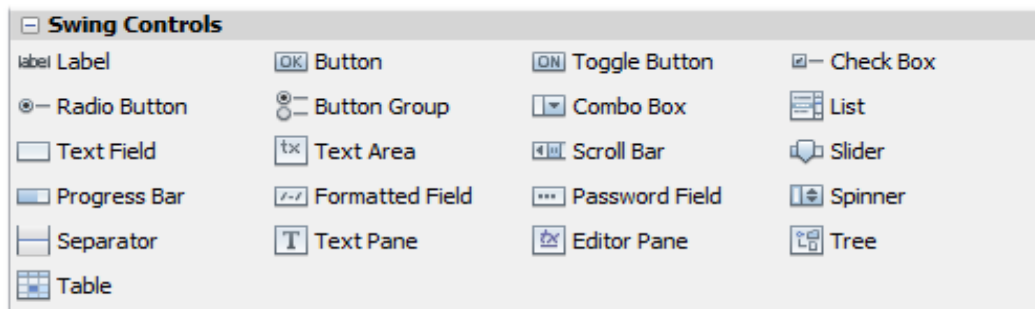 Swing Controls
label Label OK Button ON Toggle Button Check Box
Radio Button Button Group Combo Box List
Text Field tx Text Area Scroll Bar Slider
Progress Bar Formatted Field Password Field Spinner
Separator T Text Pane tx Editor Pane Tree
Table